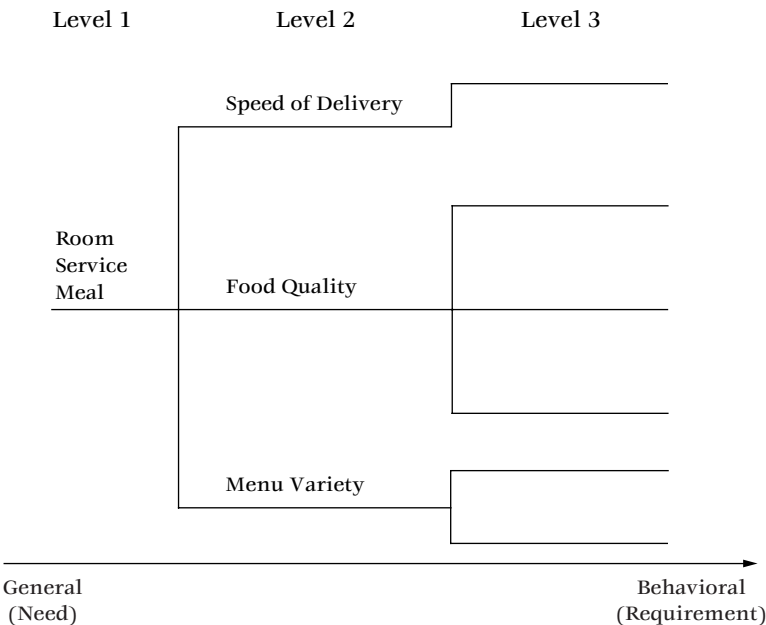 Level 1 Level 2 Level 3
Speed of Delivery
Room
Service
Meal
Food Quality
Menu Variety
General
(Need)
Behavioral
(Requirement)